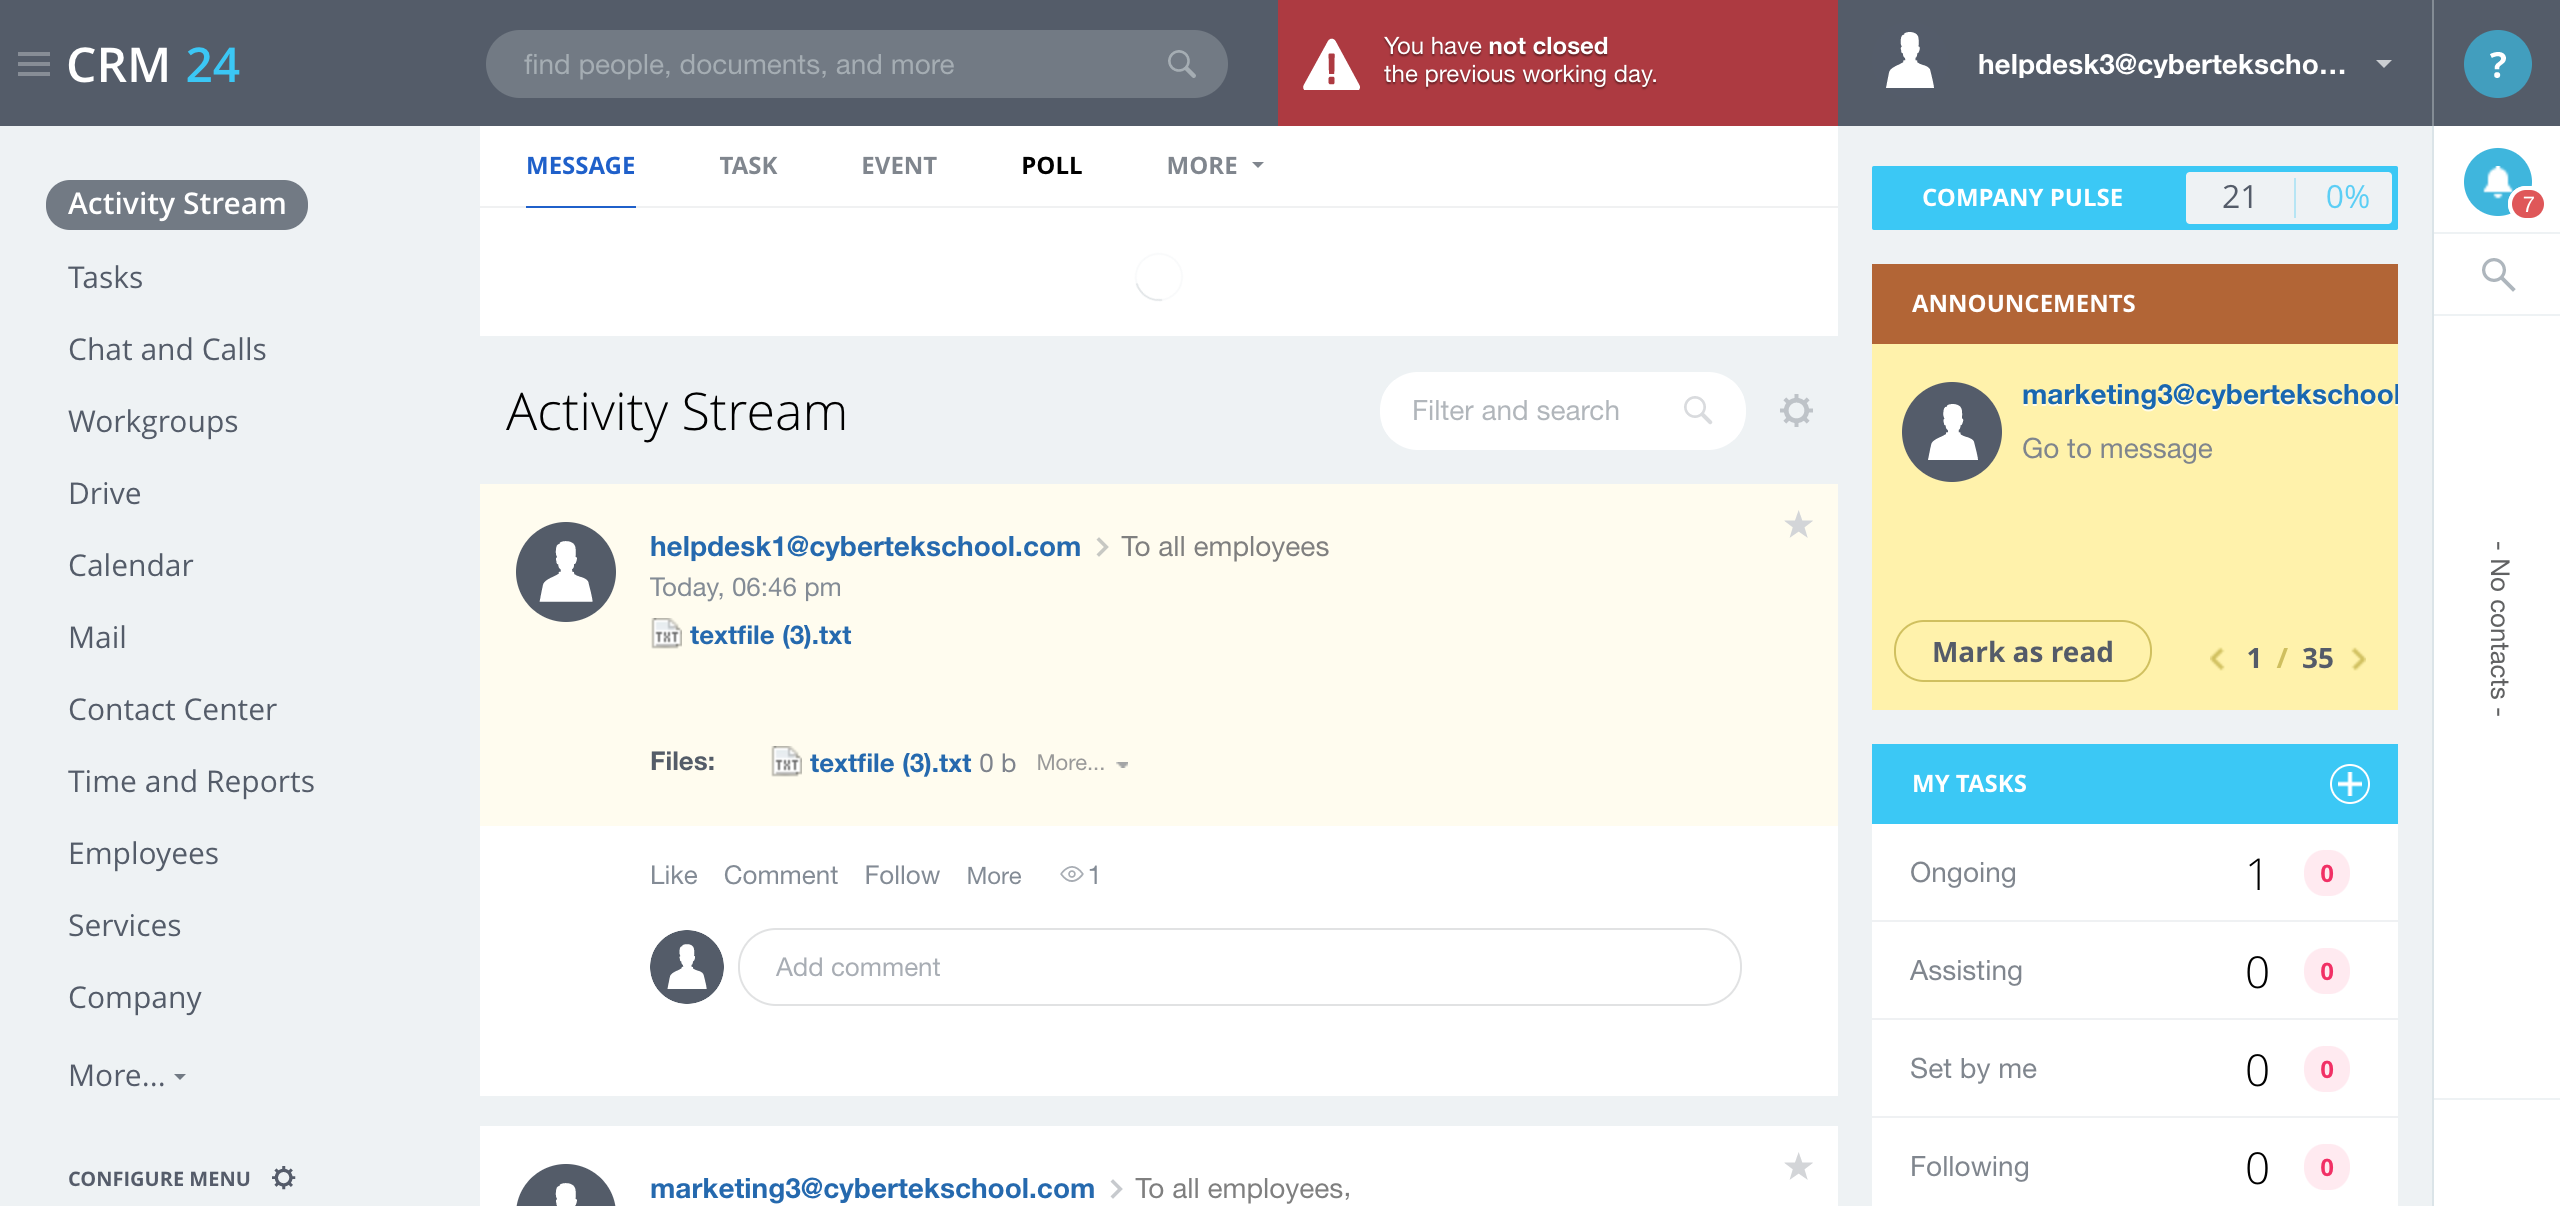 CRM 24
find people, documents, and more
You have not closed
the previous working day.
helpdesk3@cybertekscho...
?
Activity Stream
Tasks
Chat and Calls
Workgroups
Drive
Calendar
Mail
Contact Center
Time and Reports
Employees
Services
Company
More...
CONFIGURE MENU
MESSAGE TASK EVENT POLL MORE
Activity Stream
Filter and search
helpdesk1@cybertekschool.com To all employees
Today, 06:46 pm
TXT textfile (3).txt
Files: TXT textfile (3).txt 0 b More...
Like Comment Follow More 1
Add comment
marketing3@cybertekschool.com To all employees,
COMPANY PULSE 21 0%
ANNOUNCEMENTS
marketing3@cybertekschool
Go to message
Mark as read 1 / 35
MY TASKS
Ongoing 1 0
Assisting 0 0
Set by me 0 0
Following 0 0
7
- No contacts -